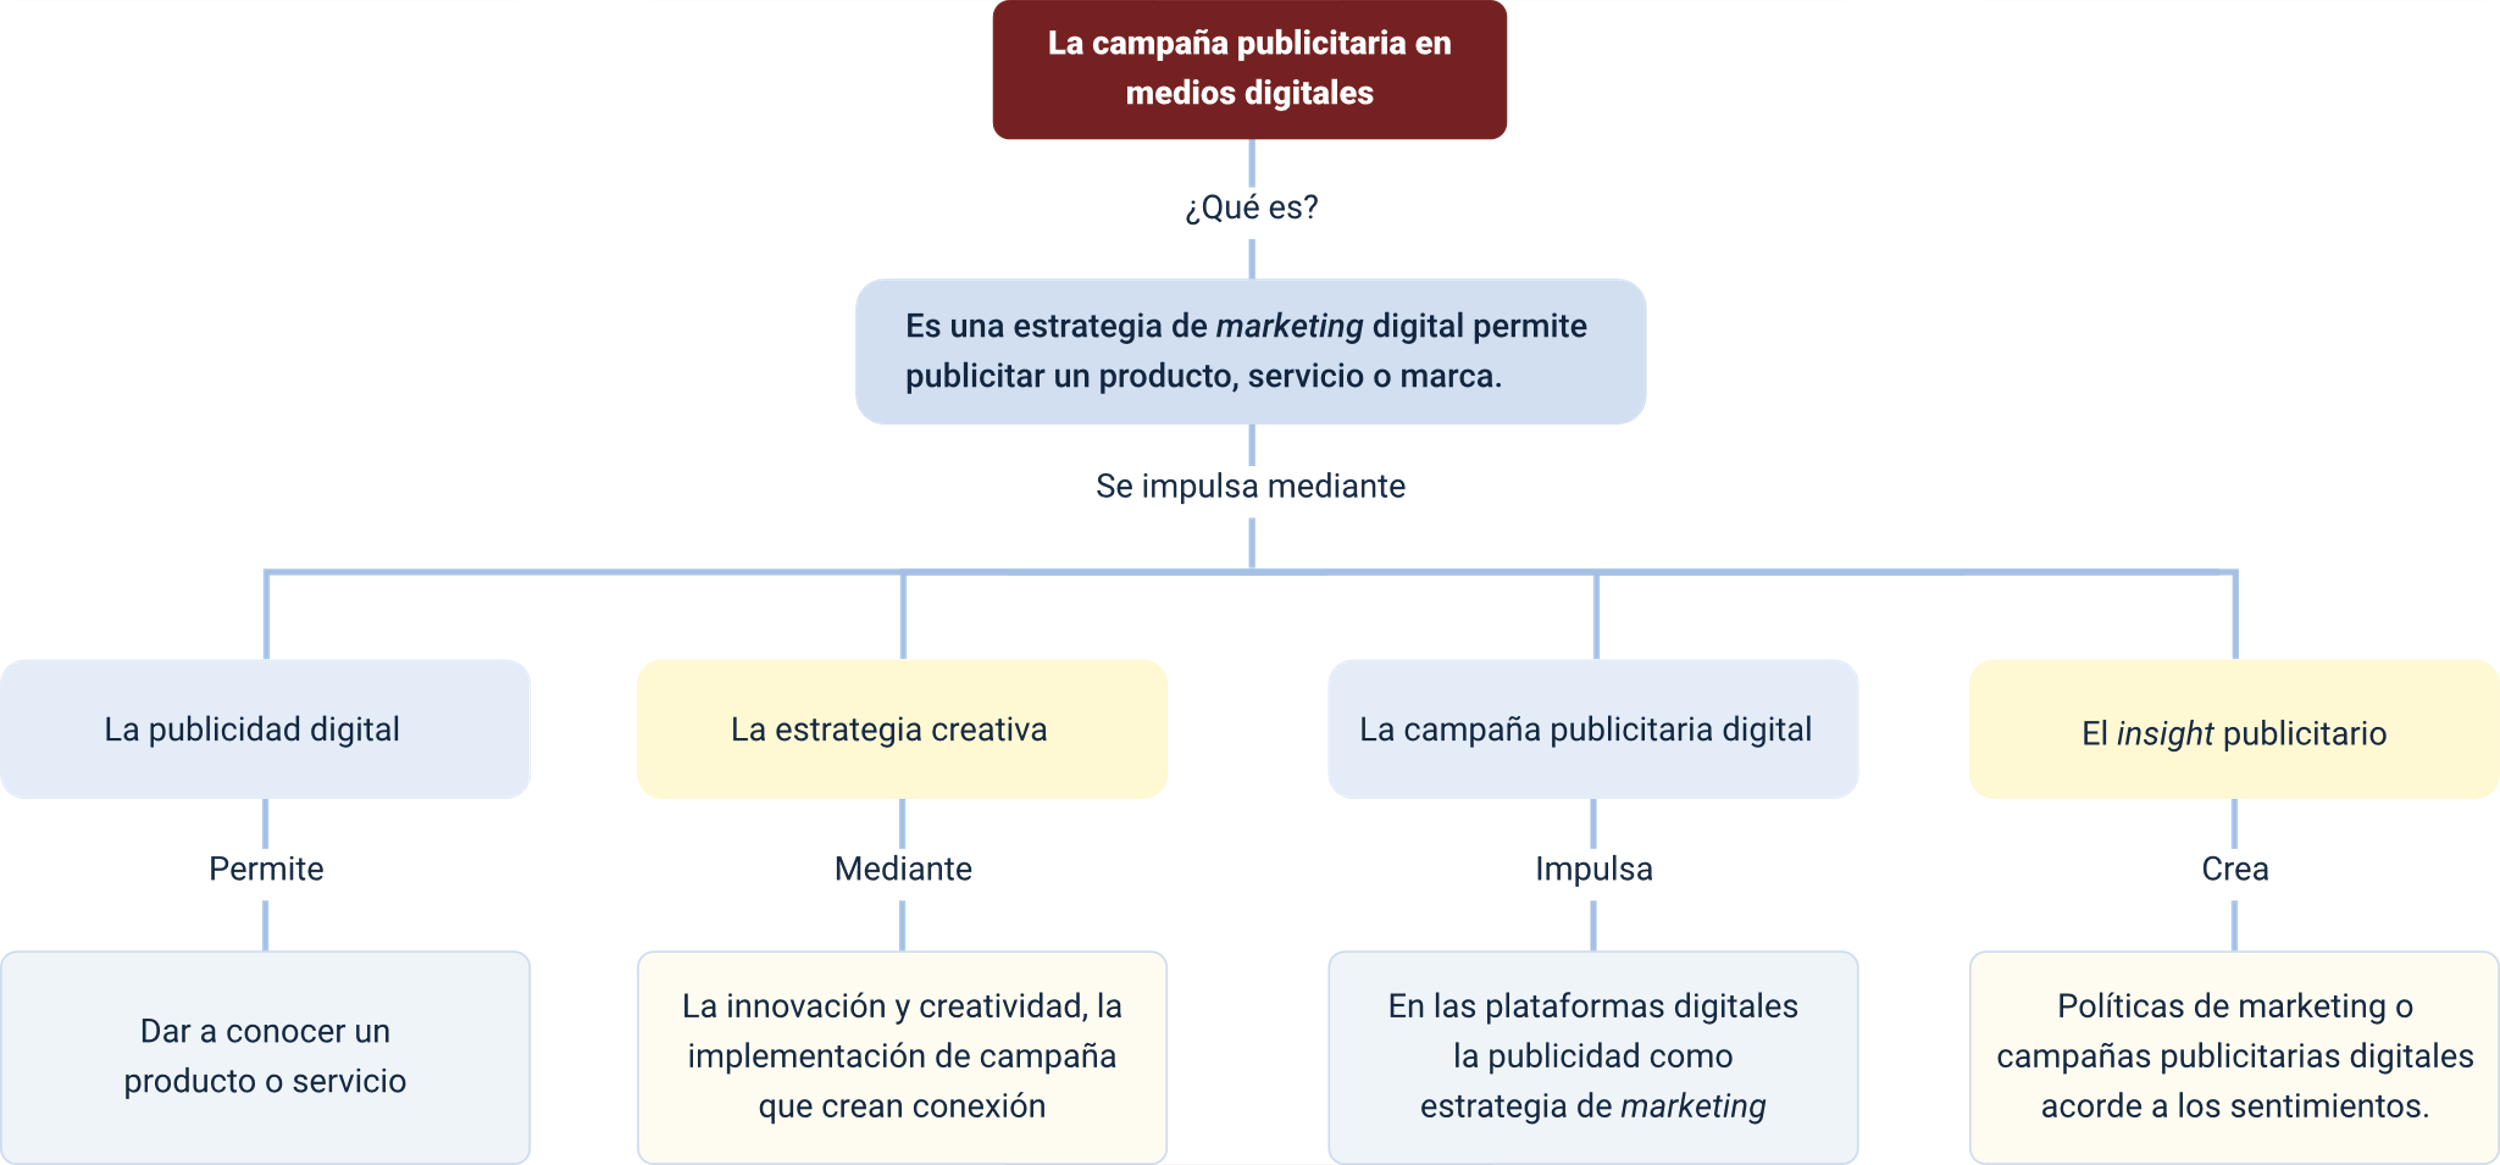 La campaña publicitaria en
medios digitales
¿Qué es?
Es una estrategia de marketing digital permite
publicitar un producto, servicio o marca.
Se impulsa mediante
La publicidad digital
La estrategia creativa
La campaña publicitaria digital
El insight publicitario
Permite
Mediante
Impulsa
Crea
Dar a conocer un
producto o servicio
La innovación y creatividad, la
implementación de campaña
que crean conexión
En las plataformas digitales
la publicidad como
estrategia de marketing
Políticas de marketing o
campañas publicitarias digitales
acorde a los sentimientos.